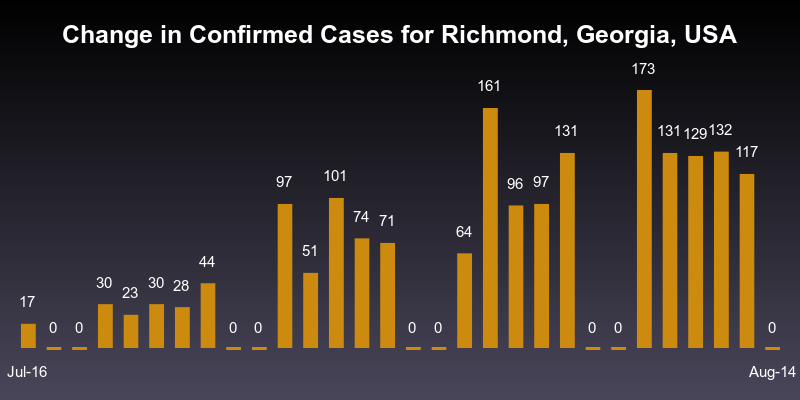 Change in Confirmed Cases for Richmond, Georgia, USA
17 0 0 30 23 30 28 44 0 0 97 51 101 74 71 0 0 64 161 96 97 131 0 0 173 131 129 132 117 0
Jul-16 Aug-14